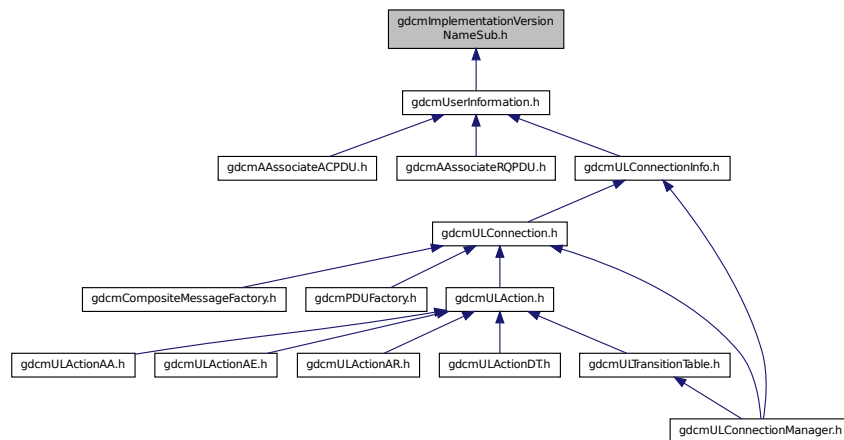 gdcmImplementationVersion
NameSub.h
gdcmUserInformation.h
gdcmAAssociateACPDU.h
gdcmAAssociateRQPDU.h
gdcmULConnectionInfo.h
gdcmULConnection.h
gdcmCompositeMessageFactory.h
gdcmPDUFactory.h
gdcmULAction.h
gdcmULActionAA.h
gdcmULActionAE.h
gdcmULActionAR.h
gdcmULActionDT.h
gdcmULTransitionTable.h
gdcmULConnectionManager.h